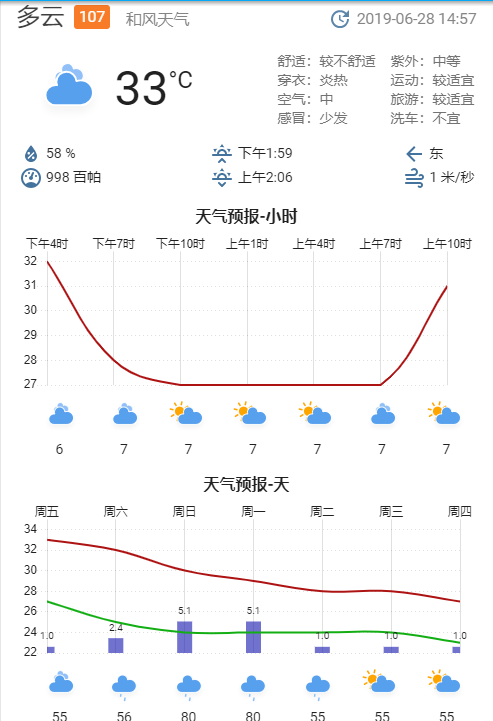 多云 107 和风天气 2019-06-28 14:57
33°C
舒适：较不舒适 紫外：中等
穿衣：炎热 运动：较适宜
空气：中 旅游：较适宜
感冒：少发 洗车：不宜
58 % 下午1:59 东
998 百帕 上午2:06 1 米/秒
天气预报-小时
下午4时 下午7时 下午10时 上午1时 上午4时 上午7时 上午10时
32
31
30
29
28
27
6 7 7 7 7 7 7
天气预报-天
周五 周六 周日 周一 周二 周三 周四
34
32
30
28
26
24
22
1.0 2.4 5.1 5.1 1.0 1.0 1.0
55 56 80 80 55 55 55